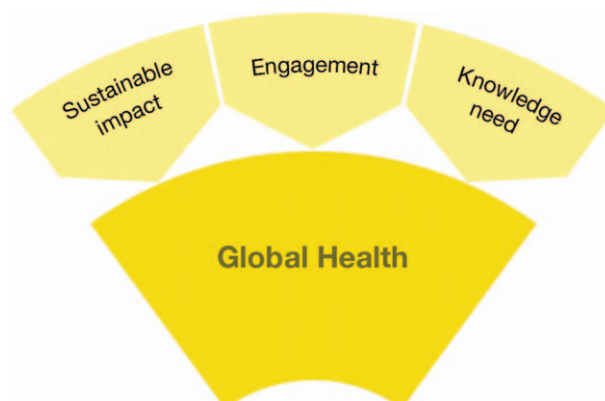 Sustainable
impact
Engagement
Knowledge
need
Global Health